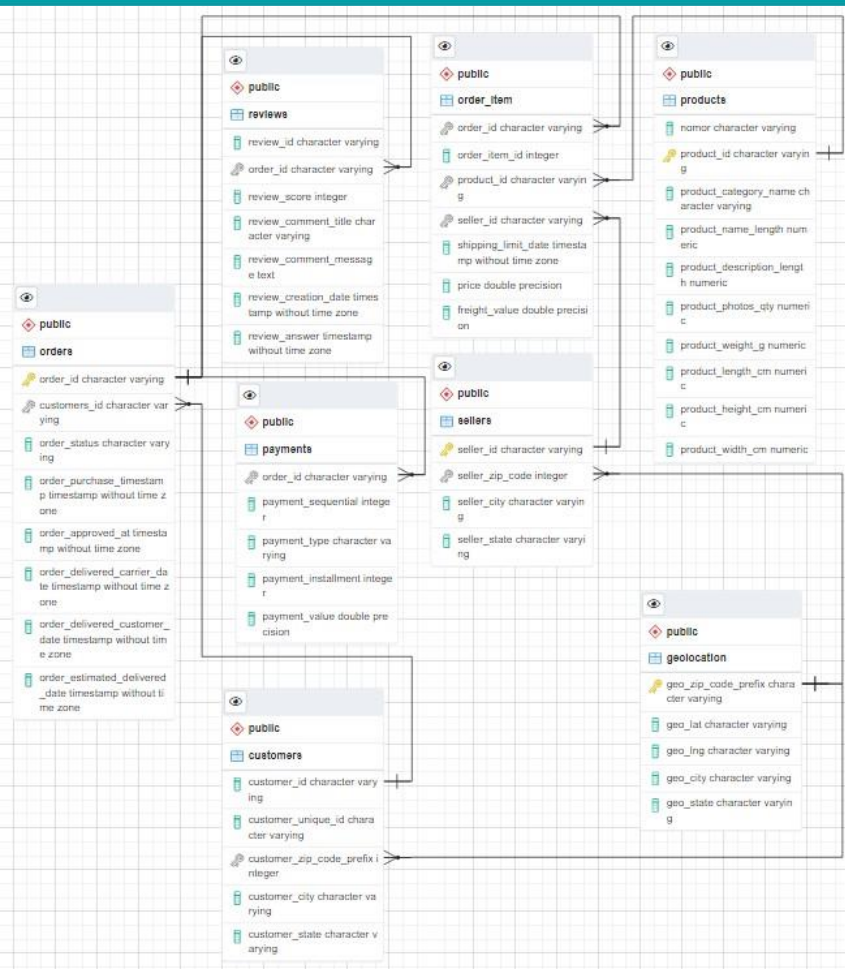 public
reviews
review_id character varying
order_id character varying
review_score integer
review_comment_title char
acter varying
review_comment_messag
e text
review_creation_date times
tamp without time zone
review_answer timestamp
without time zone
public
order_item
order_id character varying
order_item_id integer
product_id character varyin
g
seller_id character varying
shipping_limit_date timesta
mp without time zone
price double precision
freight_value double precisi
on
public
products
nomor character varying
product_id character varyin
g
product_category_name ch
aracter varying
product_name_length num
eric
product_description_lengt
h numeric
product_photos_qty numeri
c
product_weight_g numeric
product_length_cm numeri
c
product_height_cm numeri
c
product_width_cm numeric
public
orders
order_id character varying
customers_id character var
ying
order_status character vary
ing
order_purchase_timestam
p timestamp without time z
one
order_approved_at timesta
mp without time zone
order_delivered_carrier_da
te timestamp without time z
one
order_delivered_customer_
date timestamp without tim
e zone
order_estimated_delivered
_date timestamp without ti
me zone
public
payments
order_id character varying
payment_sequential intege
r
payment_type character va
rying
payment_installment intege
r
payment_value double pre
cision
public
sellers
seller_id character varying
seller_zip_code integer
seller_city character varyin
g
seller_state character varyi
ng
public
geolocation
geo_zip_code_prefix chara
cter varying
geo_lat character varying
geo_lng character varying
geo_city character varying
geo_state character varyin
g
public
customers
customer_id character vary
ing
customer_unique_id chara
cter varying
customer_zip_code_prefix i
nteger
customer_city character va
rying
customer_state character v
arying